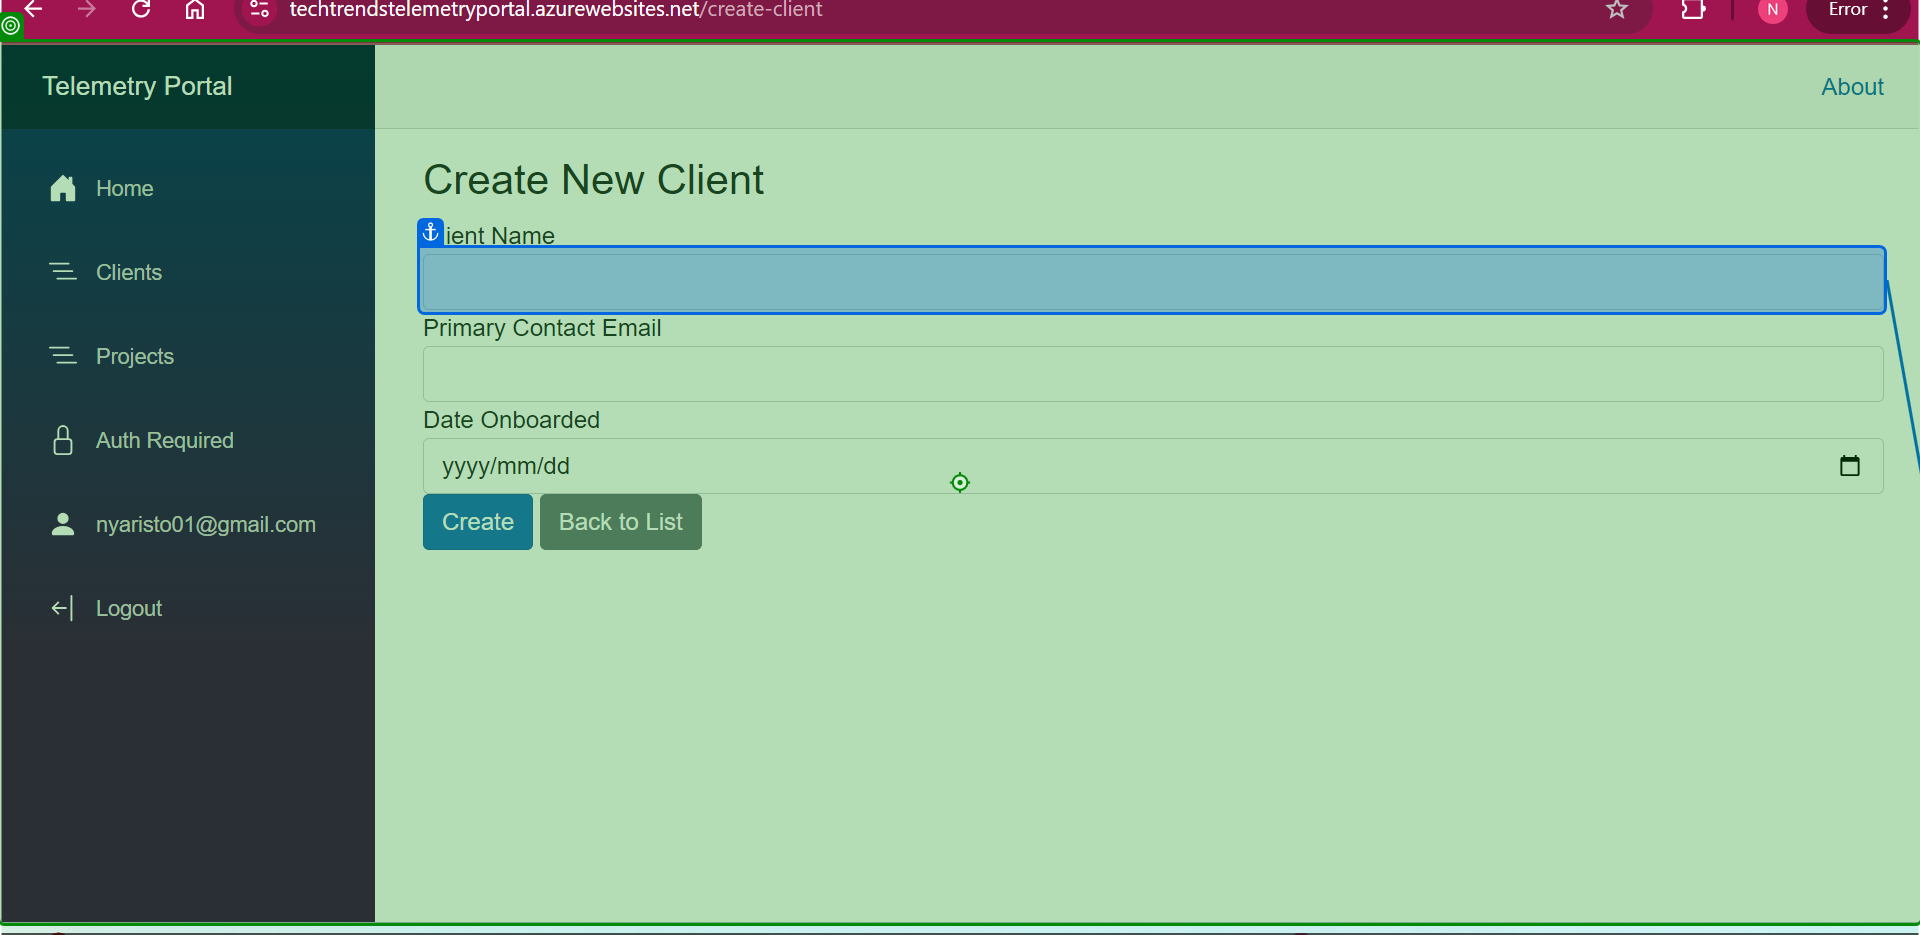 techtrendstelemetryportal.azurewebsites.net/create-client
N
Error
Telemetry Portal
About
Home
Clients
Projects
Auth Required
nyaristo01@gmail.com
Logout
Create New Client
ient Name
Primary Contact Email
Date Onboarded
yyyy/mm/dd
Create Back to List